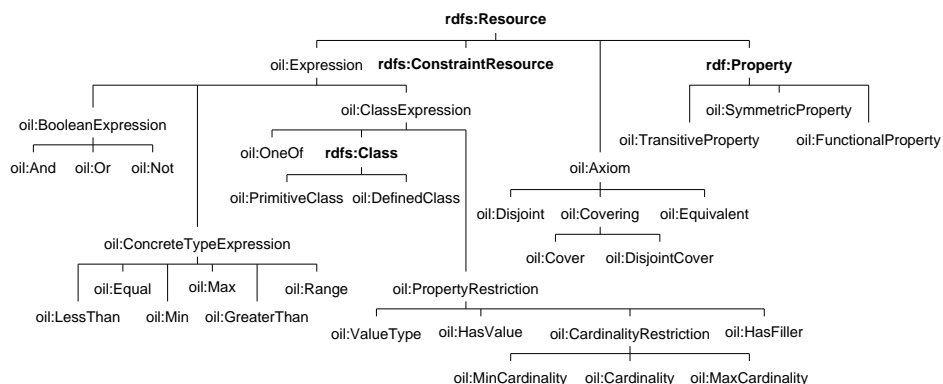 rdfs:Resource
oil:Expression rdfs:ConstraintResource rdf:Property
oil:ClassExpression oil:SymmetricProperty
oil:BooleanExpression
oil:TransitiveProperty oil:FunctionalProperty
oil:OneOf rdfs:Class
oil:And oil:Or oil:Not oil:Axiom
oil:PrimitiveClass oil:DefinedClass
oil:Disjoint oil:Covering oil:Equivalent
oil:ConcreteTypeExpression
oil:Cover oil:DisjointCover
oil:Equal oil:Max oil:Range oil:PropertyRestriction
oil:LessThan oil:Min oil:GreaterThan
oil:ValueType oil:HasValue oil:CardinalityRestriction oil:HasFiller
oil:MinCardinality oil:Cardinality oil:MaxCardinality